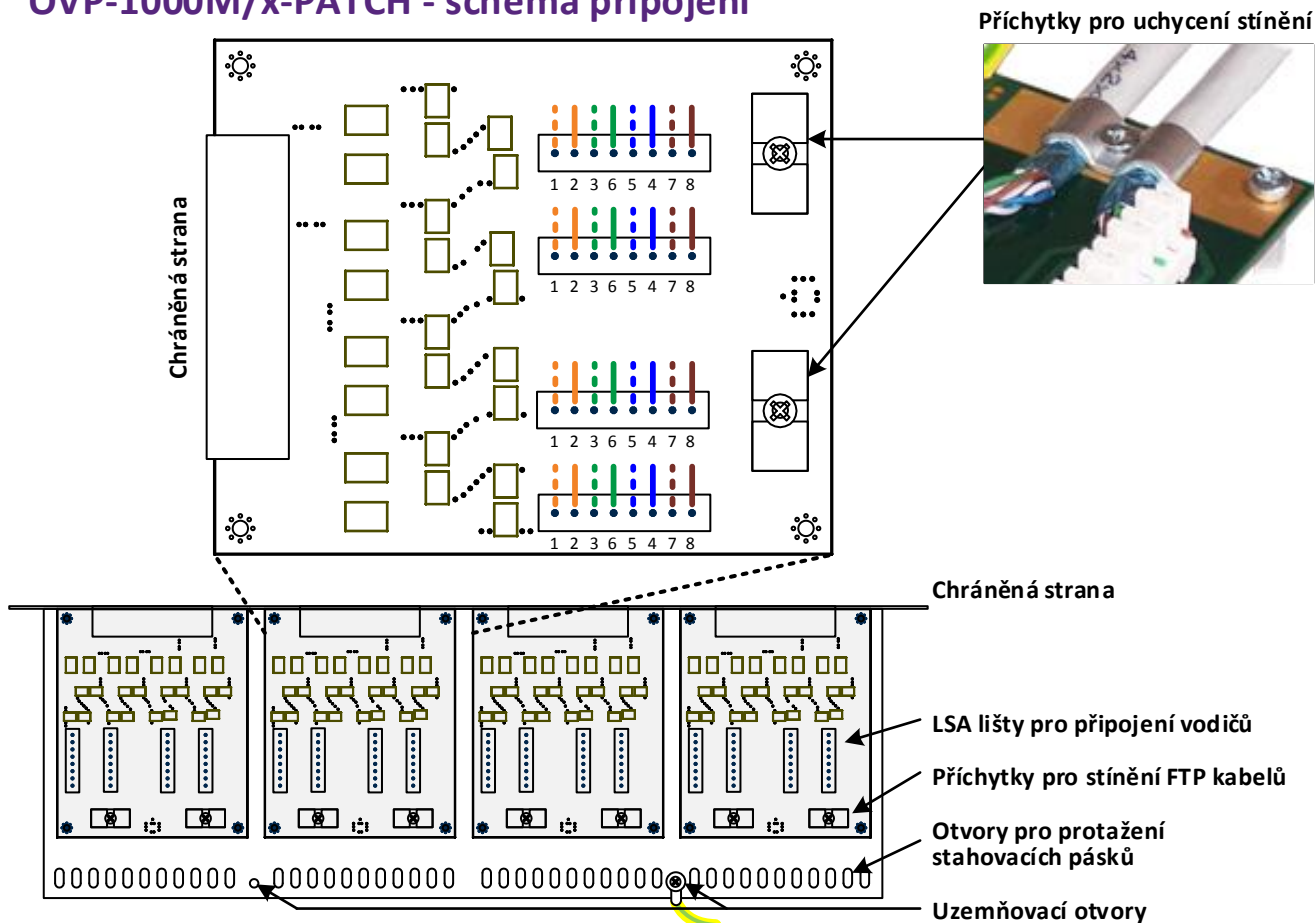 OVP-1000M/x-PATCH - schéma připojení
Příchytky pro uchycení stínění
Chráněná strana
1 2 3 6 5 4 7 8
1 2 3 6 5 4 7 8
1 2 3 6 5 4 7 8
1 2 3 6 5 4 7 8
Chráněná strana
LSA lišty pro připojení vodičů
Příchytky pro stínění FTP kabelů
Otvory pro protažení
stahovacích pásků
Uzemňovací otvory